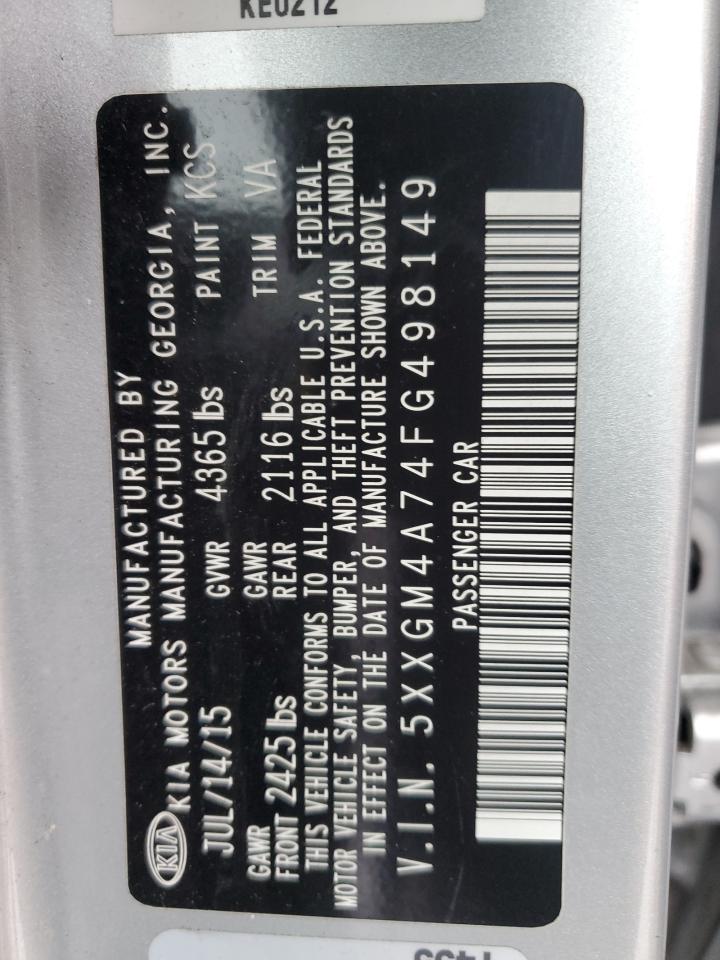 KE0212
MANUFACTURED BY
KIA KIA MOTORS MANUFACTURING GEORGIA, INC.
JUL/14/15 GVWR 4365 lbs PAINT KCS
GAWR FRONT 2425 lbs GAWR REAR 2116 lbs TRIM VA
THIS VEHICLE CONFORMS TO ALL APPLICABLE U.S.A. FEDERAL
MOTOR VEHICLE SAFETY, BUMPER, AND THEFT PREVENTION STANDARDS
IN EFFECT ON THE DATE OF MANUFACTURE SHOWN ABOVE.
V.I.N. 5XXGM4A74FG498149
PASSENGER CAR